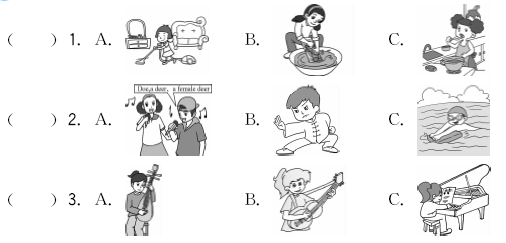 ( ) 1. A. B. C.
Doe, a deer, a female deer
( ) 2. A. B. C.
( ) 3. A. B. C.